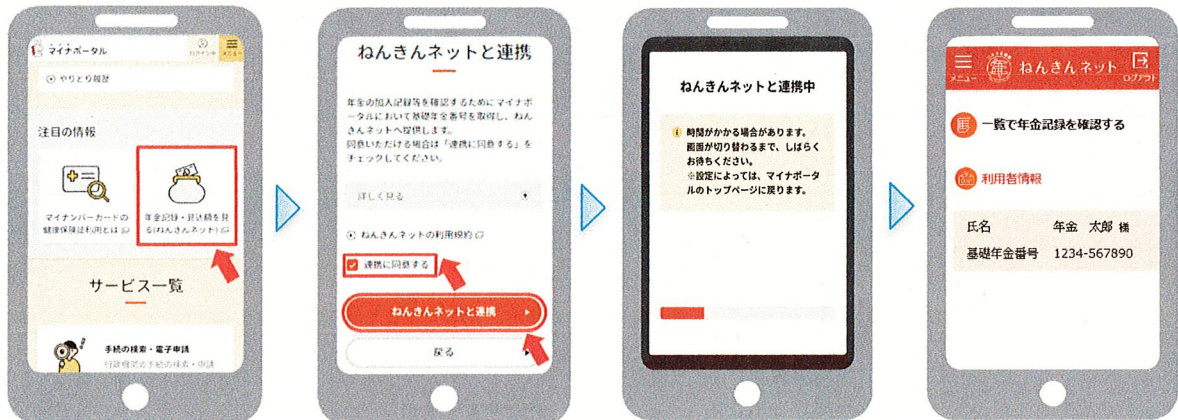 マイナポータル
ログイン中
メニュー
やりとり履歴
注目の情報
マイナンバーカードの
健康保険証利用とは
年金記録・見込額を見
る(ねんきんネット)
サービス一覧
手続の検索・電子申請
行政機関の手続の検索・申請
ねんきんネットと連携
年金の加入記録等を確認するためにマイナポ
ータルにおいて基礎年金番号を取得し、ねん
きんネットへ提供します。
同意いただける場合は「連携に同意する」を
チェックしてください。
詳しく見る
ねんきんネットの利用規約
連携に同意する
ねんきんネットと連携
戻る
ねんきんネットと連携中
時間がかかる場合があります。
画面が切り替わるまで、しばらく
お待ちください。
※設定によっては、マイナポータ
ルのトップページに戻ります。
メニュー
年
ねんきんネット
ログアウト
一覧で年金記録を確認する
利用者情報
氏名 年金 太郎 様
基礎年金番号 1234-567890